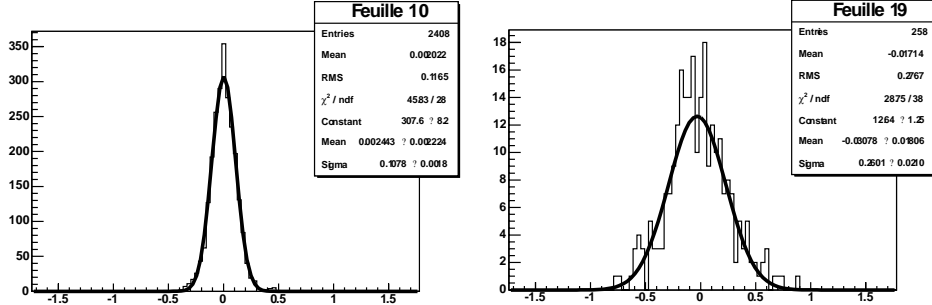 Feuille 10
Entries 2408
Mean 0.002022
RMS 0.1165
χ² / ndf 45.83 / 28
Constant 307.6 ? 8.2
Mean 0.002443 ? 0.002224
Sigma 0.1078 ? 0.0018
350
300
250
200
150
100
50
0
-1.5 -1 -0.5 0 0.5 1 1.5
Feuille 19
Entries 258
Mean -0.01714
RMS 0.2767
χ² / ndf 28.75 / 38
Constant 12.64 ? 1.25
Mean -0.03078 ? 0.01806
Sigma 0.2601 ? 0.0210
18
16
14
12
10
8
6
4
2
0
-1.5 -1 -0.5 0 0.5 1 1.5